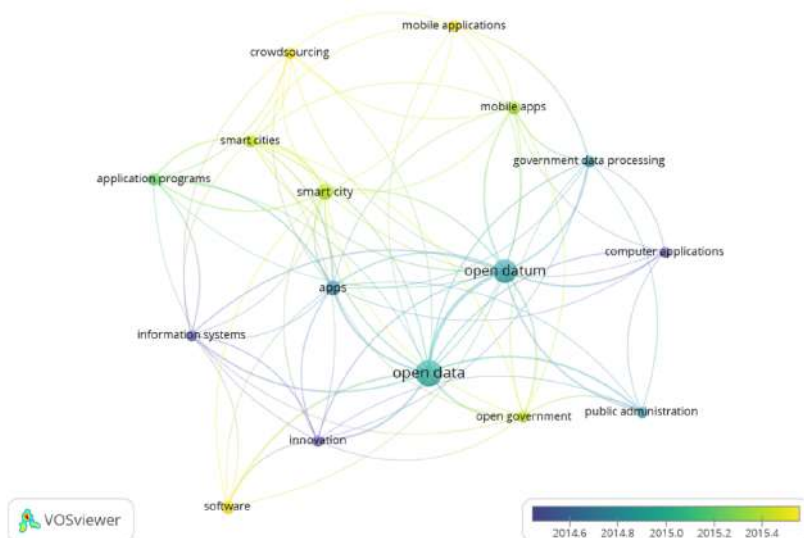 mobile applications
crowdsourcing
mobile apps
smart cities
government data processing
application programs
smart city
computer applications
open datum
apps
information systems
open data
public administration
open government
innovation
software
VOSviewer
2014.6 2014.8 2015.0 2015.2 2015.4